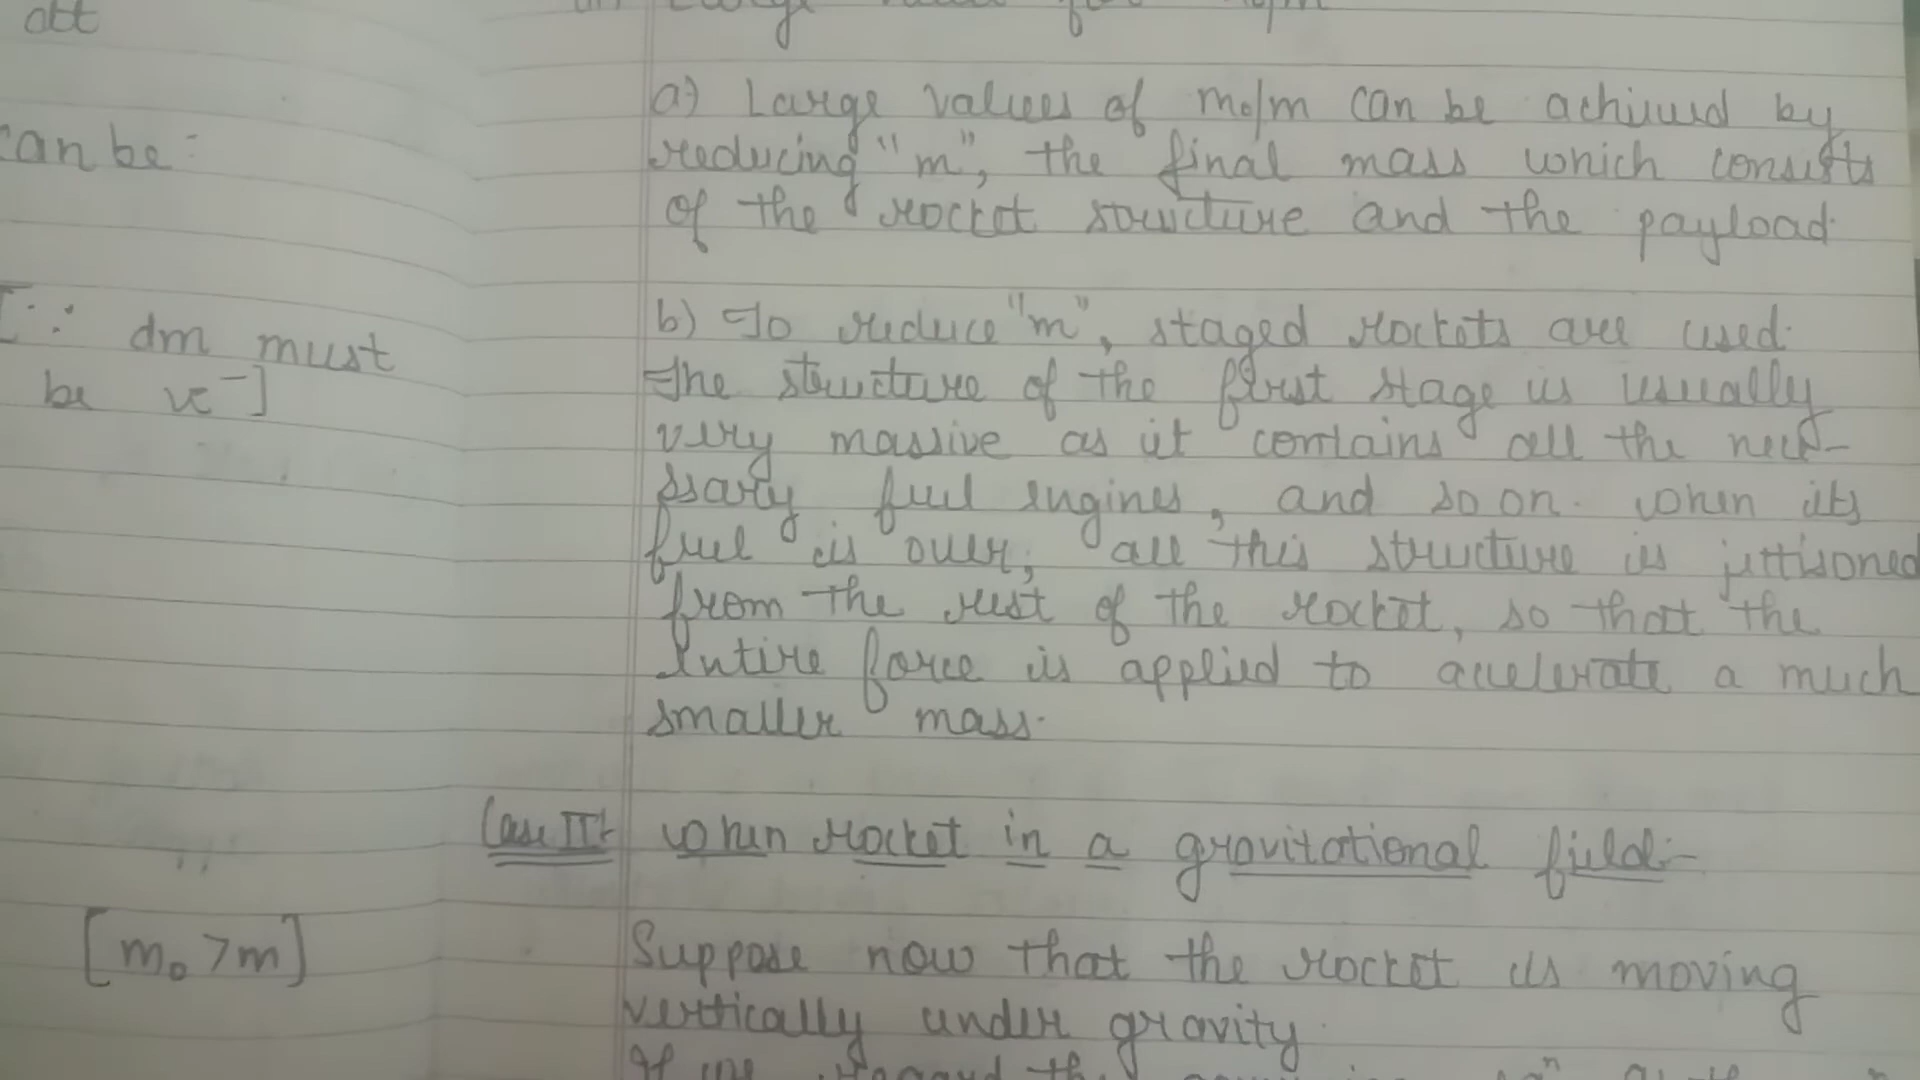 dt
Large m₀/m
a) Large values of m₀/m can be achieved by
can be:
reducing "m", the final mass which consists
of the rocket structure and the payload.
b) To reduce "m", staged rockets are used.
[∵ dm must
The structure of the first stage is usually
be ve⁻]
very massive as it contains all the nece-
ssary fuel engines, and so on. When its
fuel is over, all this structure is jettisoned
from the rest of the rocket, so that the
entire force is applied to accelerate a much
smaller mass.
Case II: When rocket in a gravitational field:-
[m₀ > m]
Suppose now that the rocket is moving
vertically under gravity.
If we